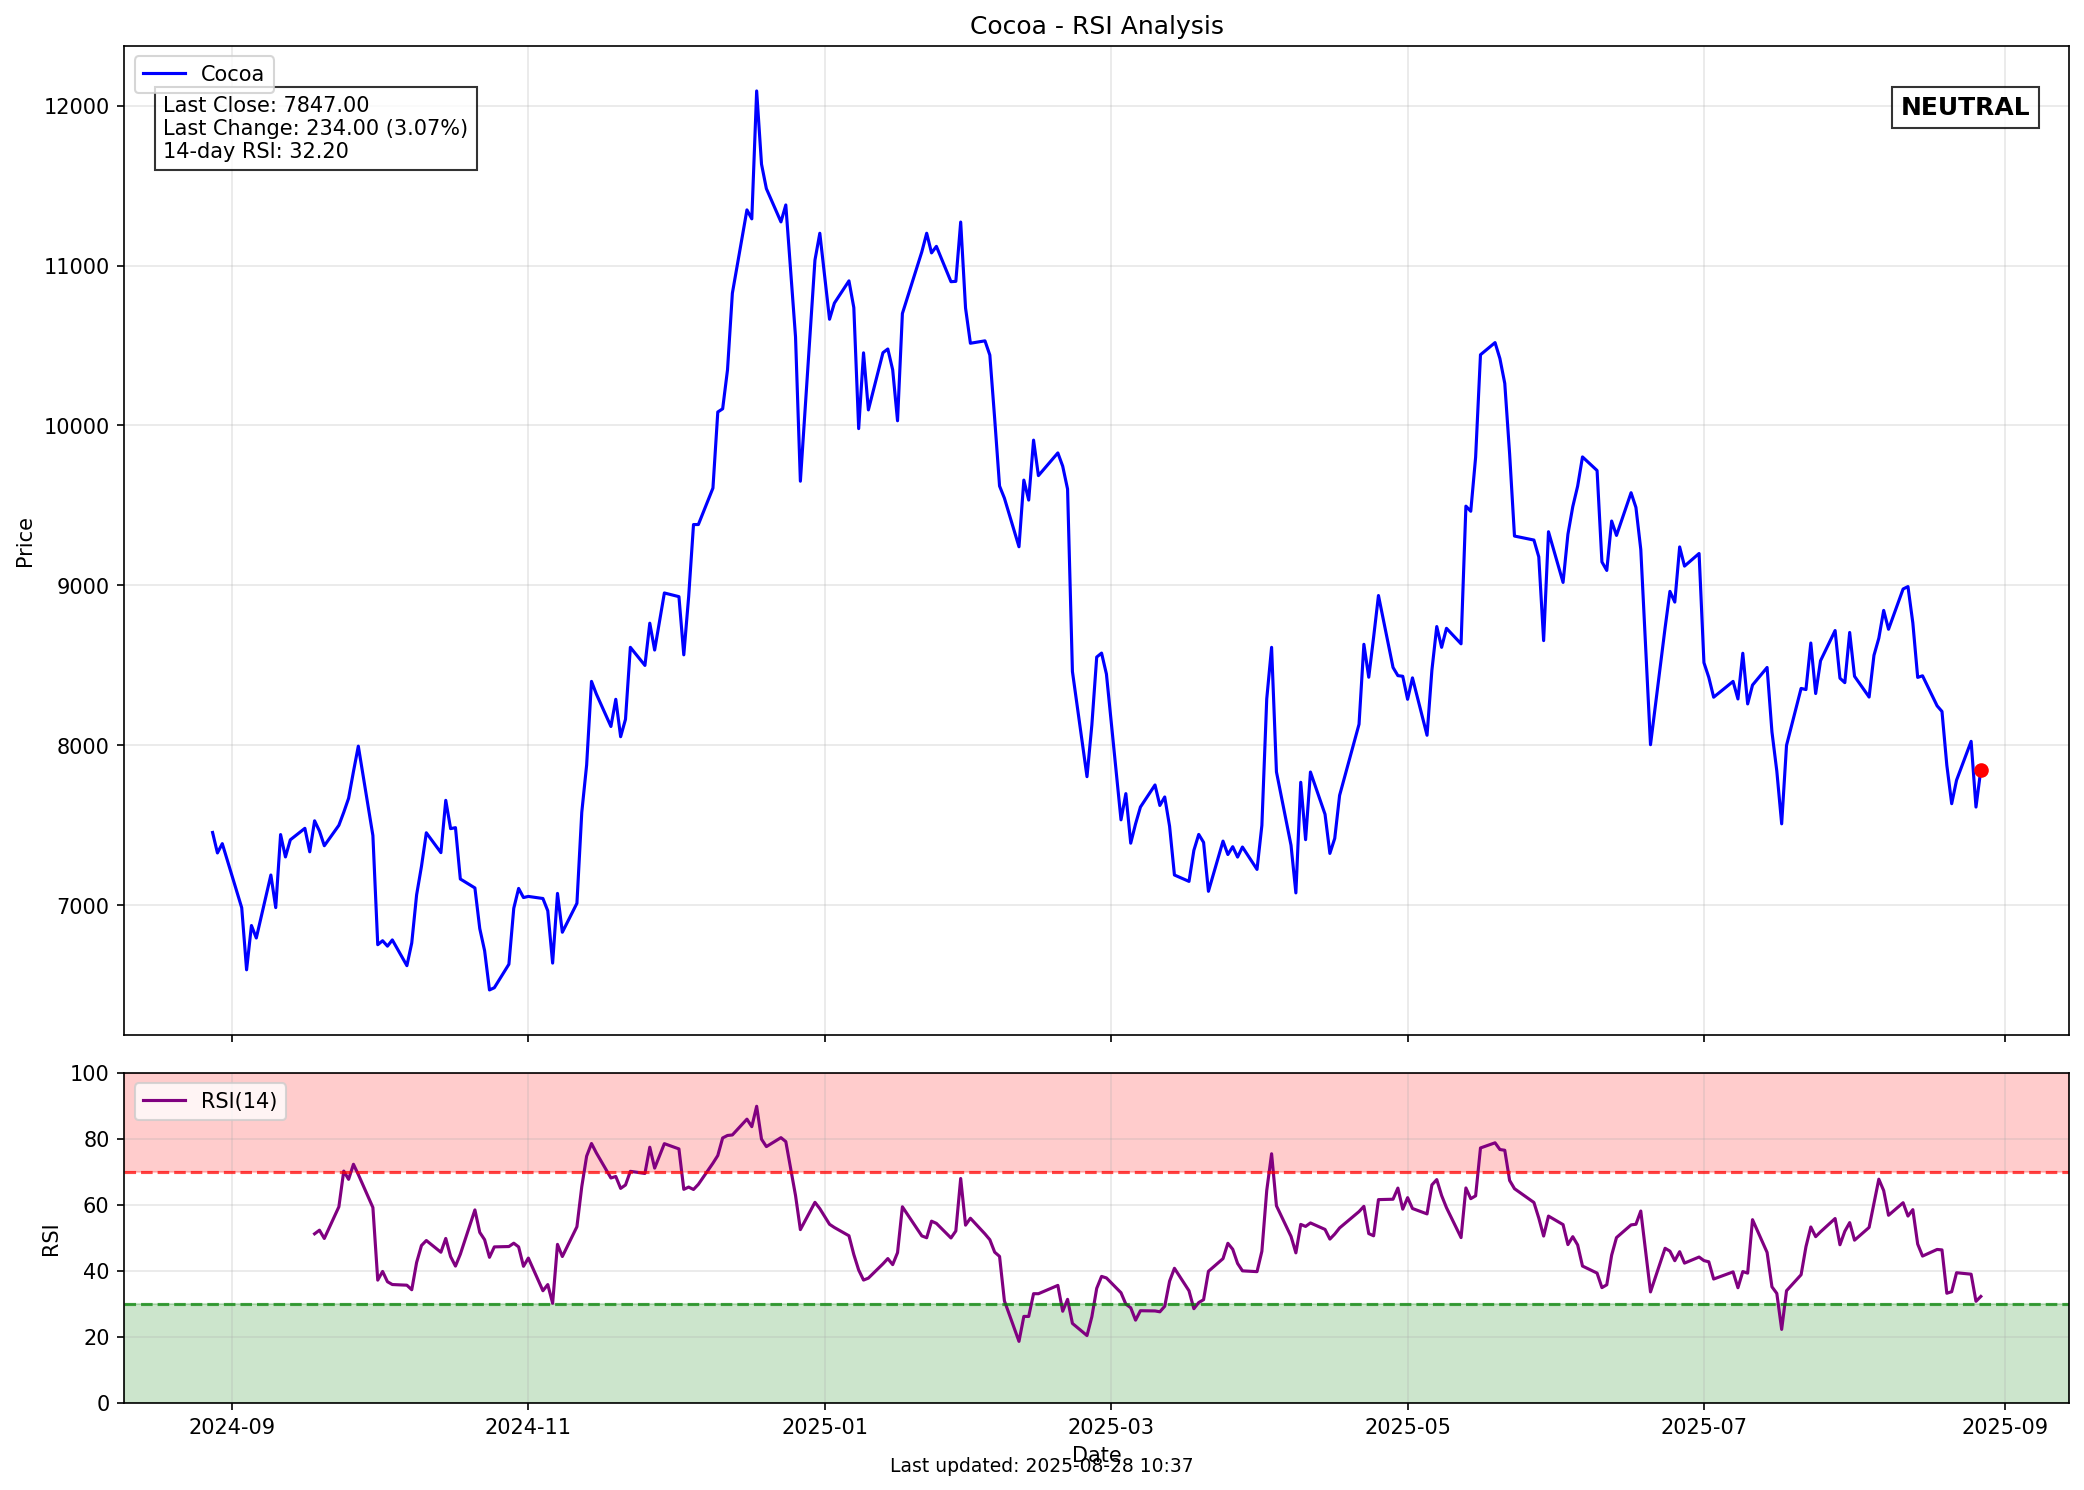 Cocoa - RSI Analysis
Cocoa
Last Close: 7847.00
Last Change: 234.00 (3.07%)
14-day RSI: 32.20
NEUTRAL
12000
11000
10000
9000
8000
7000
Price
RSI(14)
100
80
60
40
20
0
RSI
2024-09 2024-11 2025-01 2025-03 2025-05 2025-07 2025-09
Date
Last updated: 2025-08-28 10:37